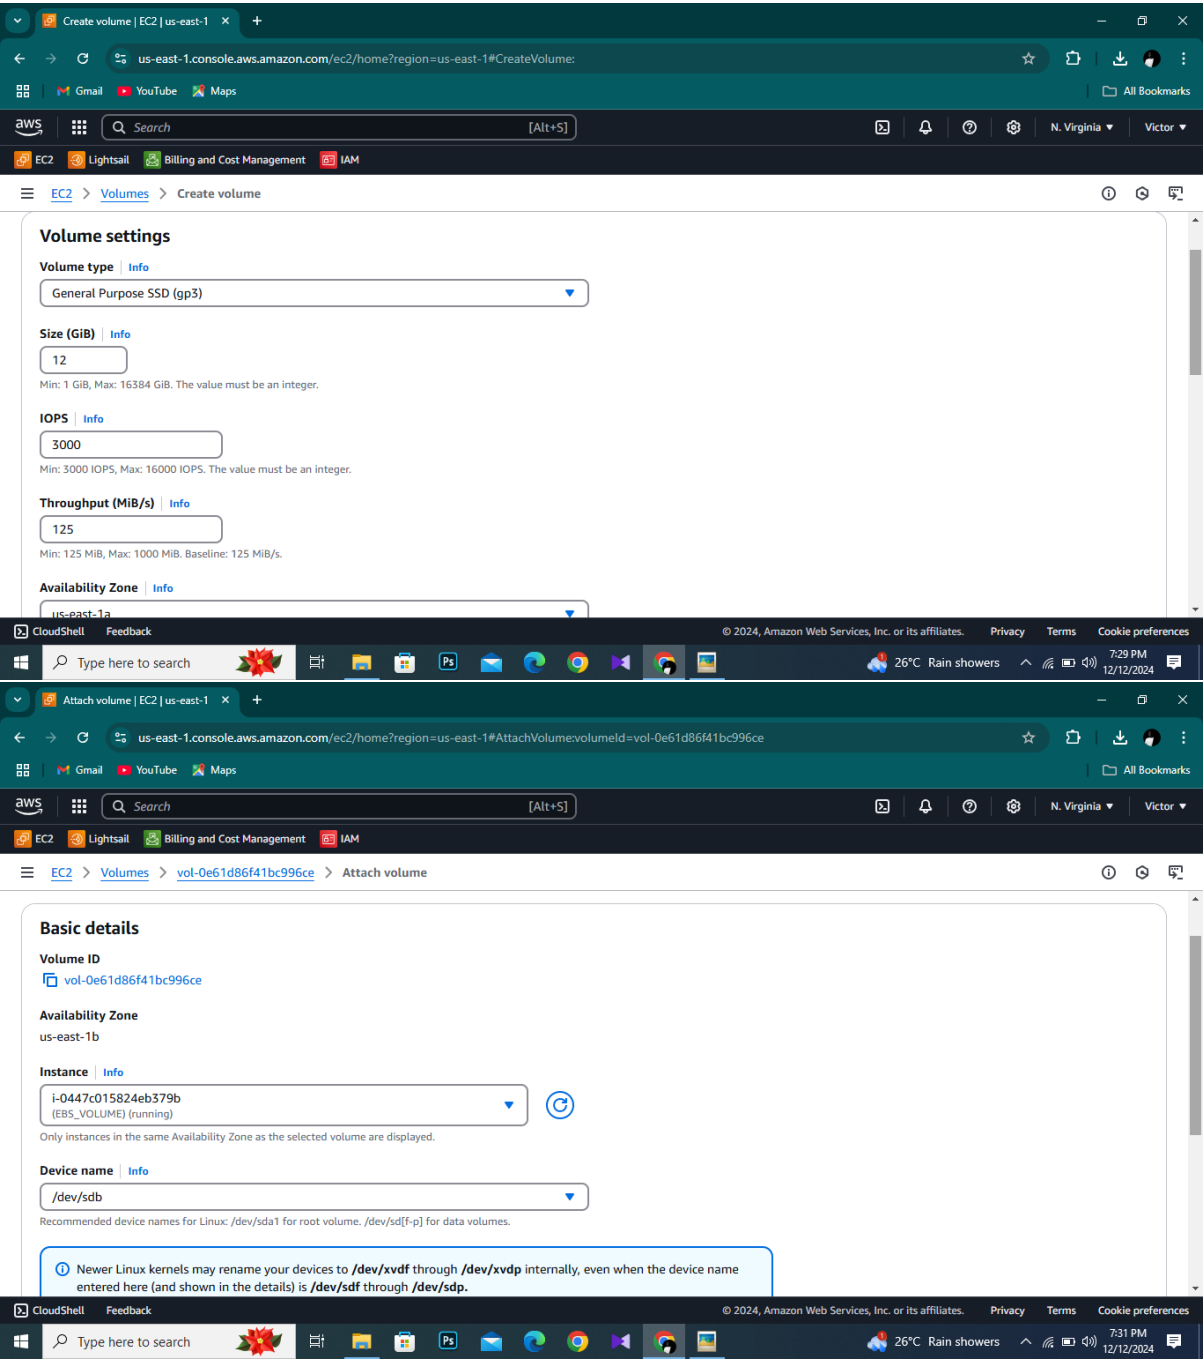 Create volume | EC2 | us-east-1
us-east-1.console.aws.amazon.com/ec2/home?region=us-east-1#CreateVolume:
Gmail YouTube Maps All Bookmarks
aws Search [Alt+S] N. Virginia Victor
EC2 Lightsail Billing and Cost Management IAM
EC2 > Volumes > Create volume
Volume settings
Volume type Info
General Purpose SSD (gp3)
Size (GiB) Info
12
Min: 1 GiB, Max: 16384 GiB. The value must be an integer.
IOPS Info
3000
Min: 3000 IOPS, Max: 16000 IOPS. The value must be an integer.
Throughput (MiB/s) Info
125
Min: 125 MiB, Max: 1000 MiB. Baseline: 125 MiB/s.
Availability Zone Info
us-east-1a
CloudShell Feedback © 2024, Amazon Web Services, Inc. or its affiliates. Privacy Terms Cookie preferences
Type here to search Ps 26°C Rain showers 7:29 PM
12/12/2024
Attach volume | EC2 | us-east-1
us-east-1.console.aws.amazon.com/ec2/home?region=us-east-1#AttachVolume:volumeId=vol-0e61d86f41bc996ce
Gmail YouTube Maps All Bookmarks
aws Search [Alt+S] N. Virginia Victor
EC2 Lightsail Billing and Cost Management IAM
EC2 > Volumes > vol-0e61d86f41bc996ce > Attach volume
Basic details
Volume ID
vol-0e61d86f41bc996ce
Availability Zone
us-east-1b
Instance Info
i-0447c015824eb379b
(EBS_VOLUME) (running)
Only instances in the same Availability Zone as the selected volume are displayed.
Device name Info
/dev/sdb
Recommended device names for Linux: /dev/sda1 for root volume. /dev/sd[f-p] for data volumes.
Newer Linux kernels may rename your devices to /dev/xvdf through /dev/xvdp internally, even when the device name
entered here (and shown in the details) is /dev/sdf through /dev/sdp.
CloudShell Feedback © 2024, Amazon Web Services, Inc. or its affiliates. Privacy Terms Cookie preferences
Type here to search Ps 26°C Rain showers 7:31 PM
12/12/2024